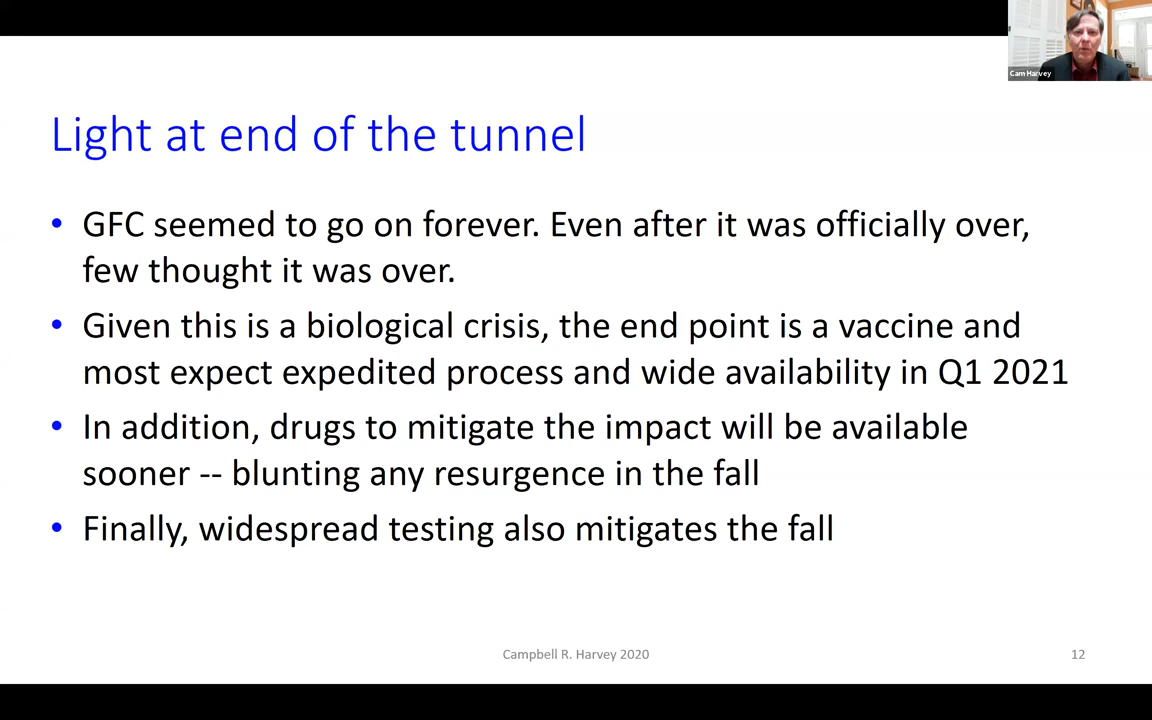 Cam Harvey
Light at end of the tunnel
• GFC seemed to go on forever. Even after it was officially over,
few thought it was over.
• Given this is a biological crisis, the end point is a vaccine and
most expect expedited process and wide availability in Q1 2021
• In addition, drugs to mitigate the impact will be available
sooner -- blunting any resurgence in the fall
• Finally, widespread testing also mitigates the fall
Campbell R. Harvey 2020
12